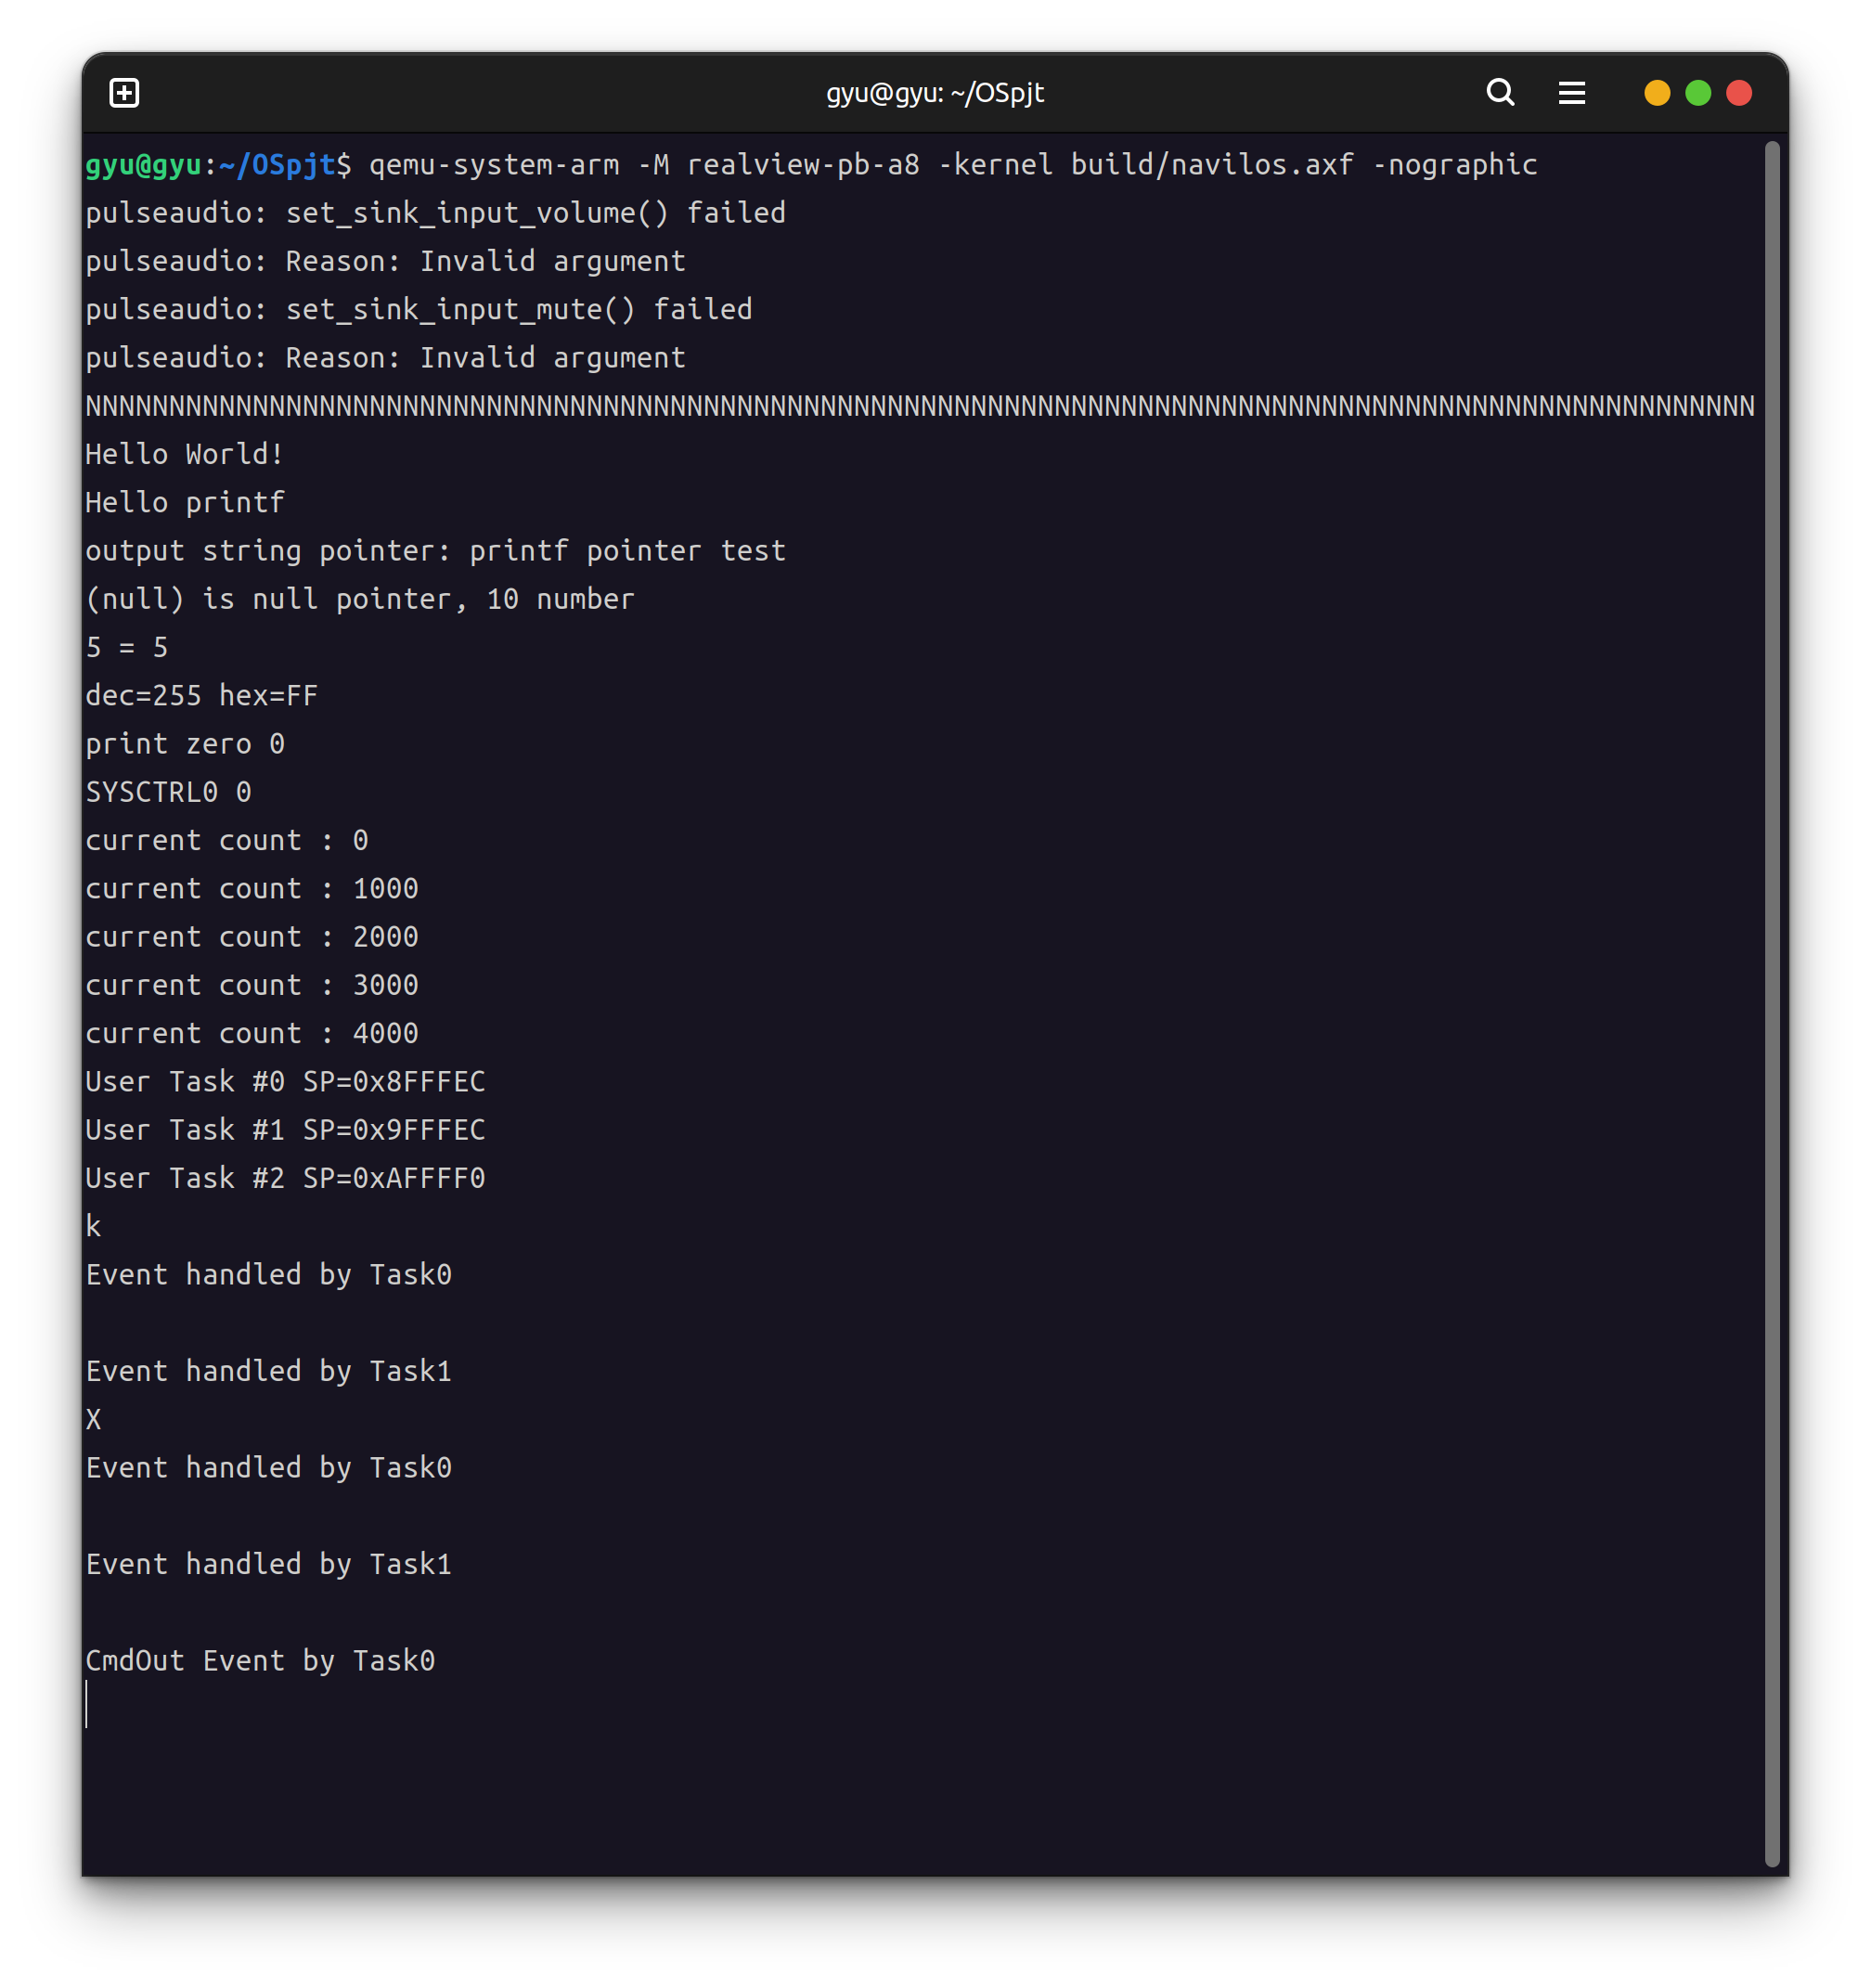 gyu@gyu: ~/OSpjt
gyu@gyu:~/OSpjt$ qemu-system-arm -M realview-pb-a8 -kernel build/navilos.axf -nographic
pulseaudio: set_sink_input_volume() failed
pulseaudio: Reason: Invalid argument
pulseaudio: set_sink_input_mute() failed
pulseaudio: Reason: Invalid argument
NNNNNNNNNNNNNNNNNNNNNNNNNNNNNNNNNNNNNNNNNNNNNNNNNNNNNNNNNNNNNNNNNNNNNNNNNNNNNNNNNNNNNNNNNNNNNNNNNNNN
Hello World!
Hello printf
output string pointer: printf pointer test
(null) is null pointer, 10 number
5 = 5
dec=255 hex=FF
print zero 0
SYSCTRL0 0
current count : 0
current count : 1000
current count : 2000
current count : 3000
current count : 4000
User Task #0 SP=0x8FFFEC
User Task #1 SP=0x9FFFEC
User Task #2 SP=0xAFFFF0
k
Event handled by Task0
Event handled by Task1
X
Event handled by Task0
Event handled by Task1
CmdOut Event by Task0